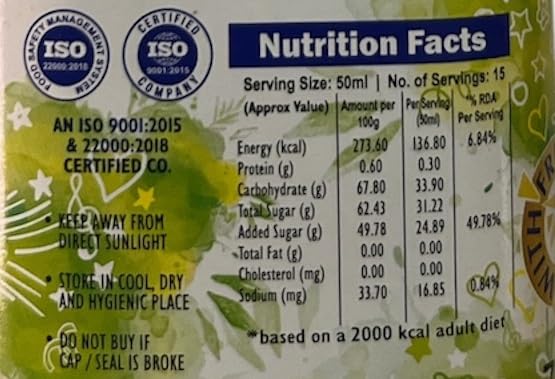 FOOD SAFETY MANAGEMENT SYSTEM
ISO
22000:2018
CERTIFIED
ISO
9001:2015
COMPANY
AN ISO 9001:2015
& 22000:2018
CERTIFIED CO.
• KEEP AWAY FROM
DIRECT SUNLIGHT
• STORE IN COOL, DRY
AND HYGIENIC PLACE
• DO NOT BUY IF
CAP / SEAL IS BROKE
Nutrition Facts
Serving Size: 50ml | No. of Servings: 15
(Approx Value) Amount per 100g Per Serving (50ml) % RDA* Per Serving
Energy (kcal) 273.60 136.80 6.84%
Protein (g) 0.60 0.30
Carbohydrate (g) 67.80 33.90
Total Sugar (g) 62.43 31.22
Added Sugar (g) 49.78 24.89 49.78%
Total Fat (g) 0.00 0.00
Cholesterol (mg) 0.00 0.00
Sodium (mg) 33.70 16.85 0.84%
*based on a 2000 kcal adult diet
WITH